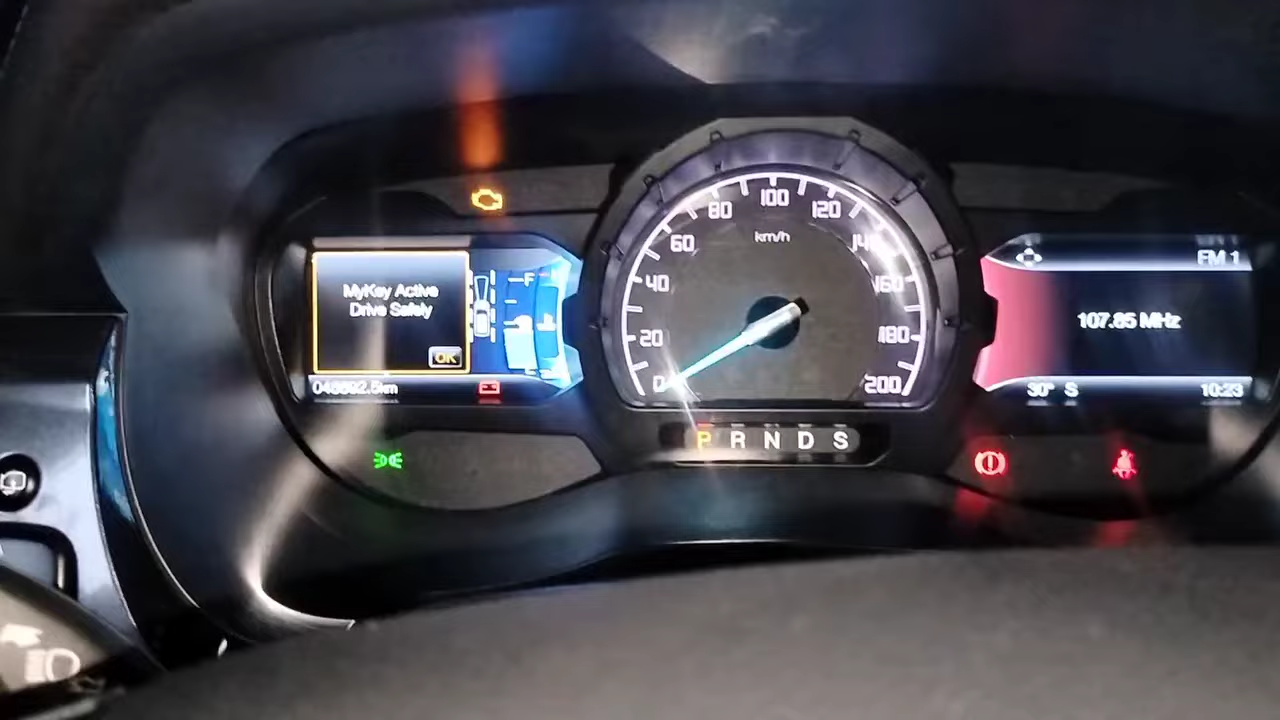 MyKey Active
Drive Safely
OK
F
km/h
0
20
40
60
80
100
120
140
160
180
200
P R N D S
FM 1
107.85 MHz
30° S
10:23